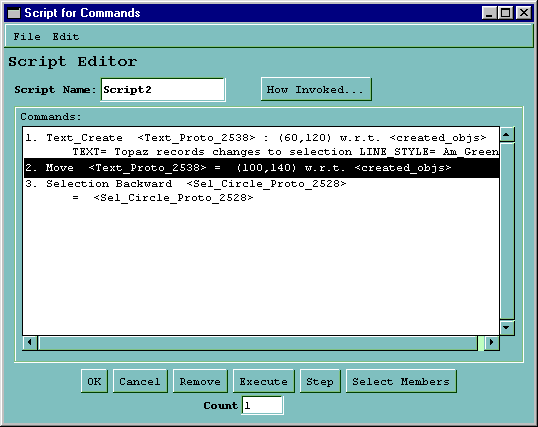 Script for Commands
File Edit
Script Editor
Script Name: Script2
How Invoked...
Commands:
1. Text_Create <Text_Proto_2538> : (60,120) w.r.t. <created_objs>
TEXT= Topaz records changes to selection LINE_STYLE= Am_Green
2. Move <Text_Proto_2538> = (100,140) w.r.t. <created_objs>
3. Selection Backward <Sel_Circle_Proto_2528>
= <Sel_Circle_Proto_2528>
OK Cancel Remove Execute Step Select Members
Count 1